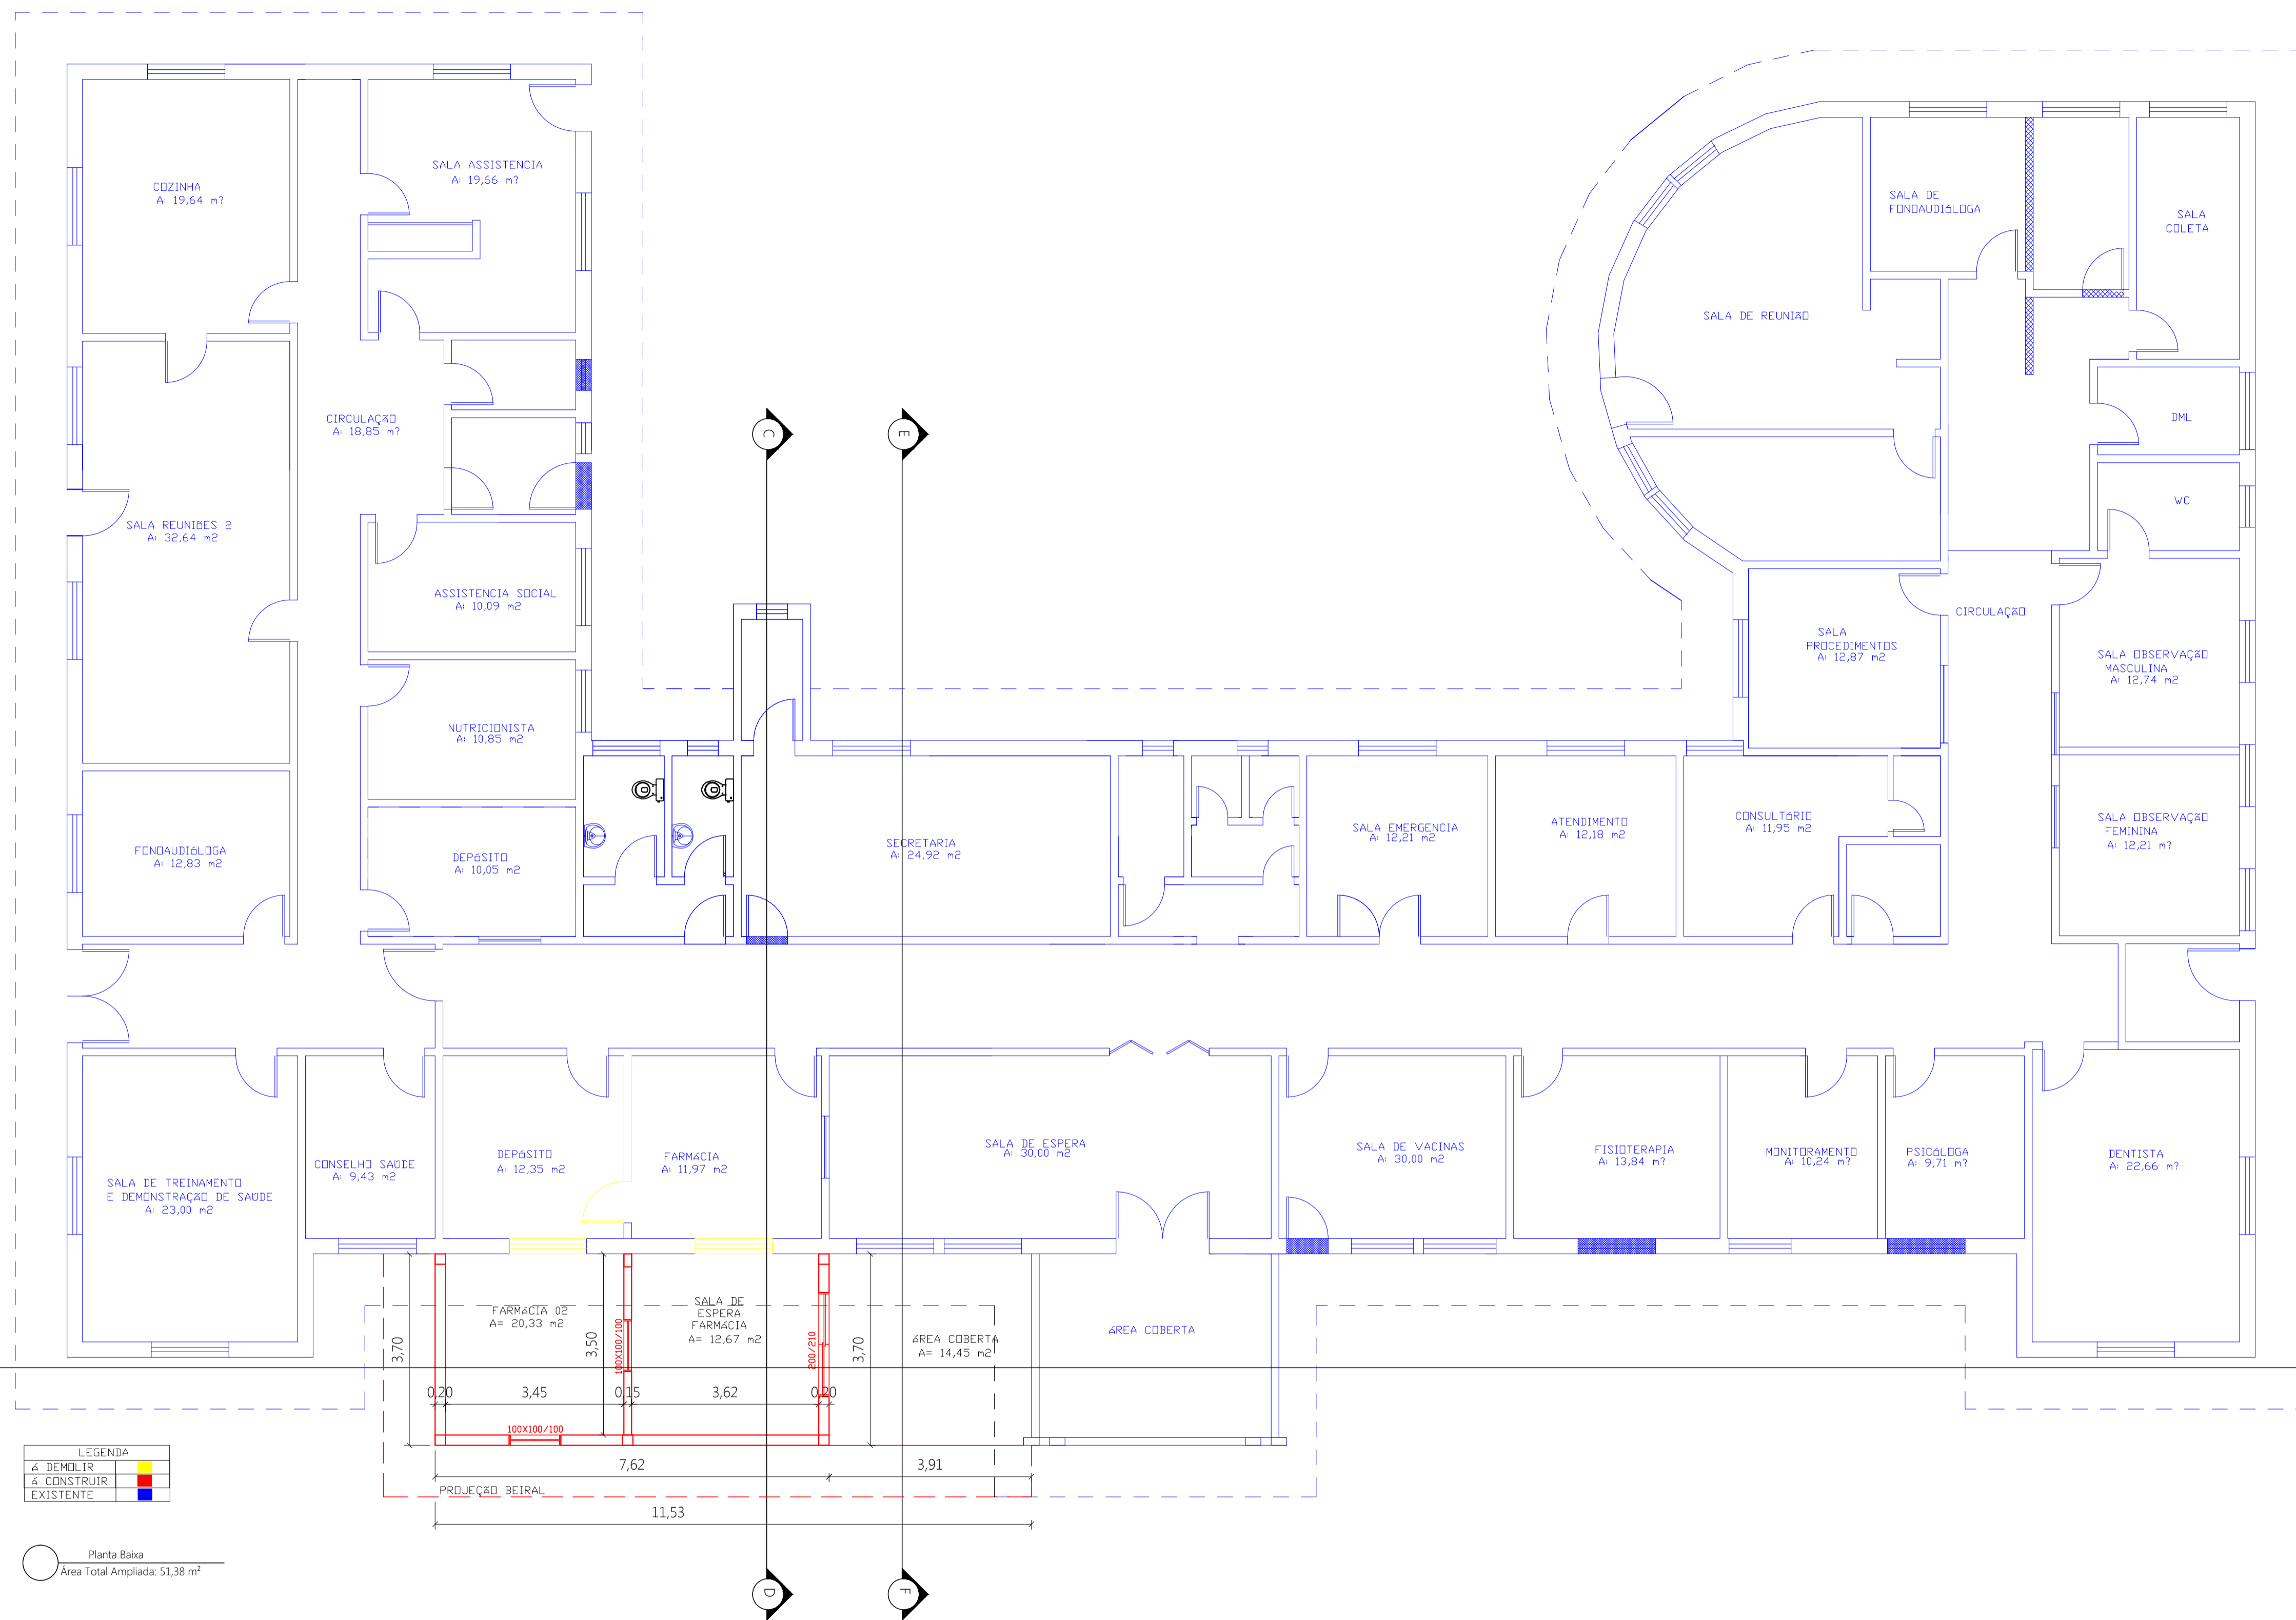 COZINHA
A: 19,64 m?
SALA ASSISTENCIA
A: 19,66 m?
SALA DE
FONOAUDIóLOGA
SALA
COLETA
SALA DE REUNIãO
CIRCULAÇãO
A: 18,85 m?
DML
C
E
WC
SALA REUNIõES 2
A: 32,64 m2
ASSISTENCIA SOCIAL
A: 10,09 m2
CIRCULAÇãO
SALA
PROCEDIMENTOS
A: 12,87 m2
SALA OBSERVAÇãO
MASCULINA
A: 12,74 m2
NUTRICIONISTA
A: 10,85 m2
FONOAUDIóLOGA
A: 12,83 m2
DEPóSITO
A: 10,05 m2
SECRETARIA
A: 24,92 m2
SALA EMERGENCIA
A: 12,21 m2
ATENDIMENTO
A: 12,18 m2
CONSULTóRIO
A: 11,95 m2
SALA OBSERVAÇãO
FEMININA
A: 12,21 m?
SALA DE TREINAMENTO
E DEMONSTRAÇãO DE SAúDE
A: 23,00 m2
CONSELHO SAúDE
A: 9,43 m2
DEPóSITO
A: 12,35 m2
FARMáCIA
A: 11,97 m2
SALA DE ESPERA
A: 30,00 m2
SALA DE VACINAS
A: 30,00 m2
FISIOTERAPIA
A: 13,84 m?
MONITORAMENTO
A: 10,24 m?
PSICóLOGA
A: 9,71 m?
DENTISTA
A: 22,66 m?
FARMáCIA 02
A= 20,33 m2
SALA DE
ESPERA
FARMáCIA
A= 12,67 m2
áREA COBERTA
A= 14,45 m2
áREA COBERTA
3,70
3,50
100X100/100
200/210
3,70
0,20
3,45
0,15
3,62
0,20
100X100/100
7,62
3,91
PROJEÇãO BEIRAL
11,53
LEGENDA
á DEMOLIR
á CONSTRUIR
EXISTENTE
Planta Baixa
Área Total Ampliada: 51,38 m²
D
F